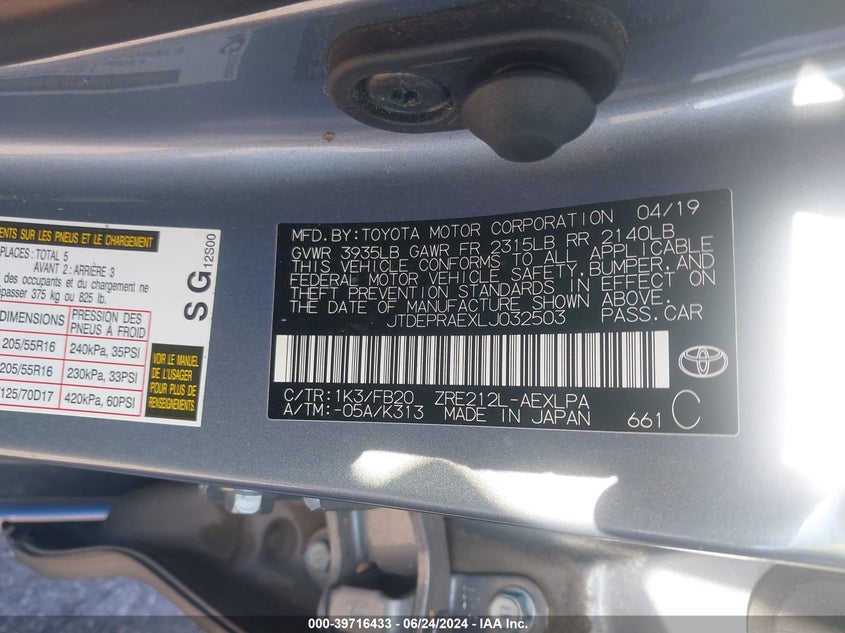 MFD.BY:TOYOTA MOTOR CORPORATION 04/19
GVWR 3935LB GAWR FR 2315LB RR 2140LB
THIS VEHICLE CONFORMS TO ALL APPLICABLE
FEDERAL MOTOR VEHICLE SAFETY,BUMPER,AND
THEFT PREVENTION STANDARDS IN EFFECT ON
THE DATE OF MANUFACTURE SHOWN ABOVE.
JTDEPRAEXLJ032503 PASS.CAR
C/TR:1K3/FB20 ZRE212L-AEXLPA
A/TM:-05A/K313 MADE IN JAPAN 661 C
ENTS SUR LES PNEUS ET LE CHARGEMENT
PLACES: TOTAL 5
AVANT 2: ARRIÈRE 3
des occupants et du chargement ne
épasser 375 kg ou 825 lb.
DIMENSIONS PRESSION DES PNEUS À FROID
205/55R16 240kPa, 35PSI
205/55R16 230kPa, 33PSI
T125/70D17 420kPa, 60PSI
SG 12S00
VOIR LE
MANUEL DE
L'USAGER
POUR PLUS DE
RENSEIGNEMENTS
000-39716433 - 06/24/2024 - IAA Inc.